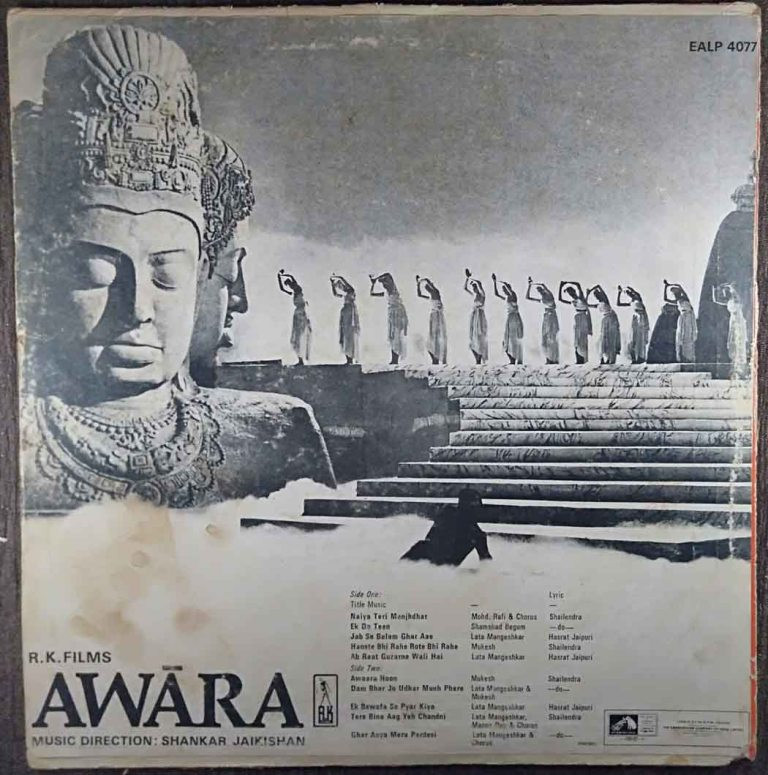 EALP 4077
Side One: Lyric
Title Music — —
Naiya Teri Manjhdhar Mohd. Rafi & Chorus Shailendra
Ek Do Teen Shamshad Begum —do—
Jab Se Balam Ghar Aae Lata Mangeshkar Hasrat Jaipuri
Hanste Bhi Rahe Rote Bhi Rahe Mukesh Shailendra
Ab Raat Guzarne Wali Hai Lata Mangeshkar Hasrat Jaipuri
Side Two:
Awaara Hoon Mukesh Shailendra
Dam Bhar Jo Udhar Munh Phere Lata Mangeshkar & —do—
Mukesh
Ek Bewafa Se Pyar Kiya Lata Mangeshkar Hasrat Jaipuri
Tere Bina Aag Yeh Chandni Lata Mangeshkar, Shailendra
Manna Dey & Chorus
Ghar Aaya Mera Pardesi Lata Mangeshkar & —do—
Chorus
R.K.FILMS
AWĀRA
R.K
MUSIC DIRECTION: SHANKAR JAIKISHAN